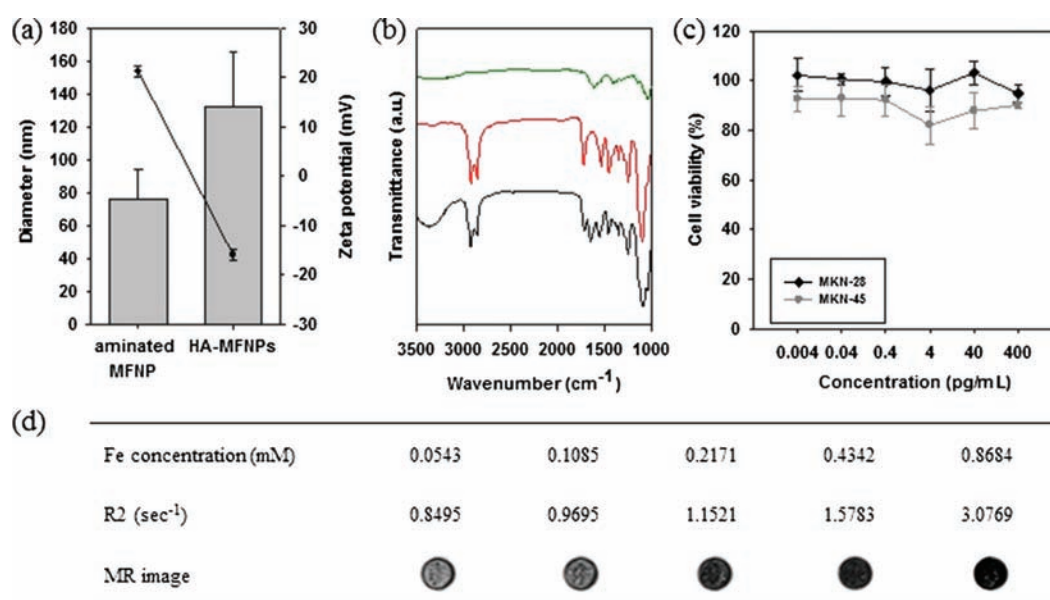 (a)
180
160
140
120
100
80
60
40
20
0
Diameter (nm)
30
20
10
0
-10
-20
-30
Zeta potential (mV)
aminated
MFNP
HA-MFNPs
(b)
Transmittance (a.u.)
3500 3000 2500 2000 1500 1000
Wavenumber (cm⁻¹)
(c)
120
100
80
60
40
20
0
Cell viability (%)
MKN-28
MKN-45
0.004 0.04 0.4 4 40 400
Concentration (pg/mL)
(d)
Fe concentration (mM) 0.0543 0.1085 0.2171 0.4342 0.8684
R2 (sec⁻¹) 0.8495 0.9695 1.1521 1.5783 3.0769
MR image